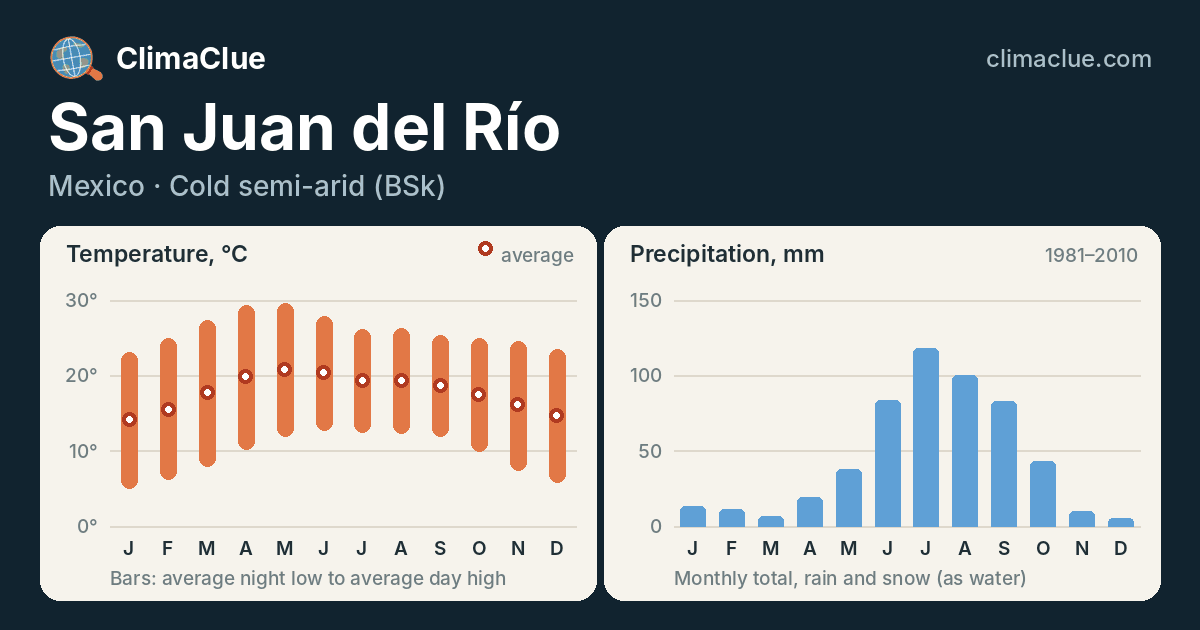 ClimaClue
climaclue.com
San Juan del Río
Mexico · Cold semi-arid (BSk)
Temperature, °C
average
30°
20°
10°
0°
J F M A M J J A S O N D
Bars: average night low to average day high
Precipitation, mm
1981–2010
150
100
50
0
J F M A M J J A S O N D
Monthly total, rain and snow (as water)